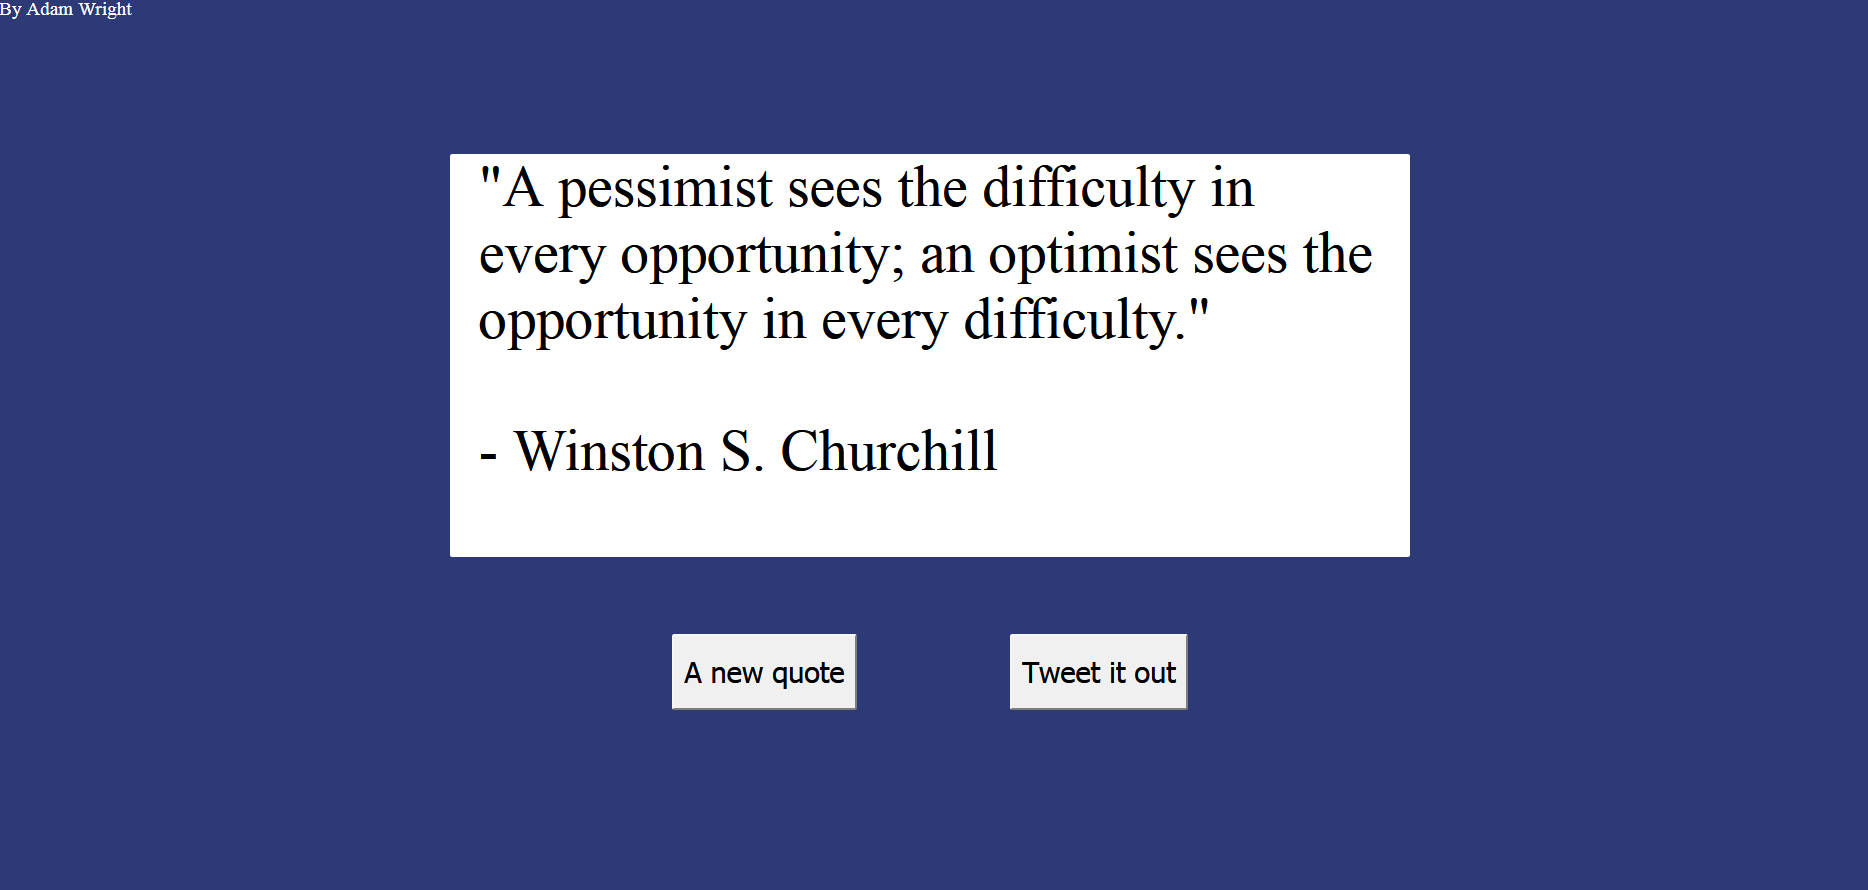 By Adam Wright
"A pessimist sees the difficulty in
every opportunity; an optimist sees the
opportunity in every difficulty."
- Winston S. Churchill
A new quote
Tweet it out